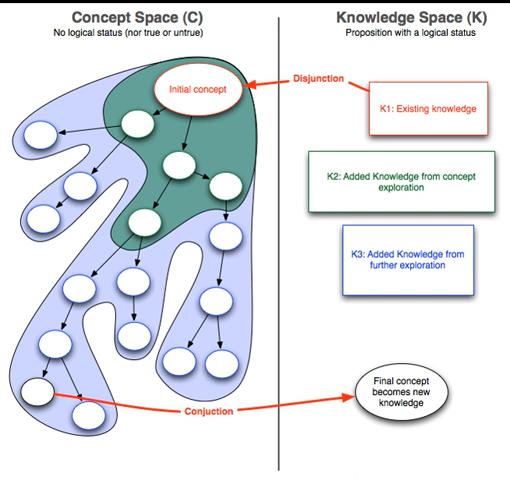 Concept Space (C)
No logical status (nor true or untrue)
Knowledge Space (K)
Proposition with a logical status
Initial concept
Disjunction
K1: Existing knowledge
K2: Added Knowledge from concept
exploration
K3: Added Knowledge from
further exploration
Conjuction
Final concept
becomes new
knowledge